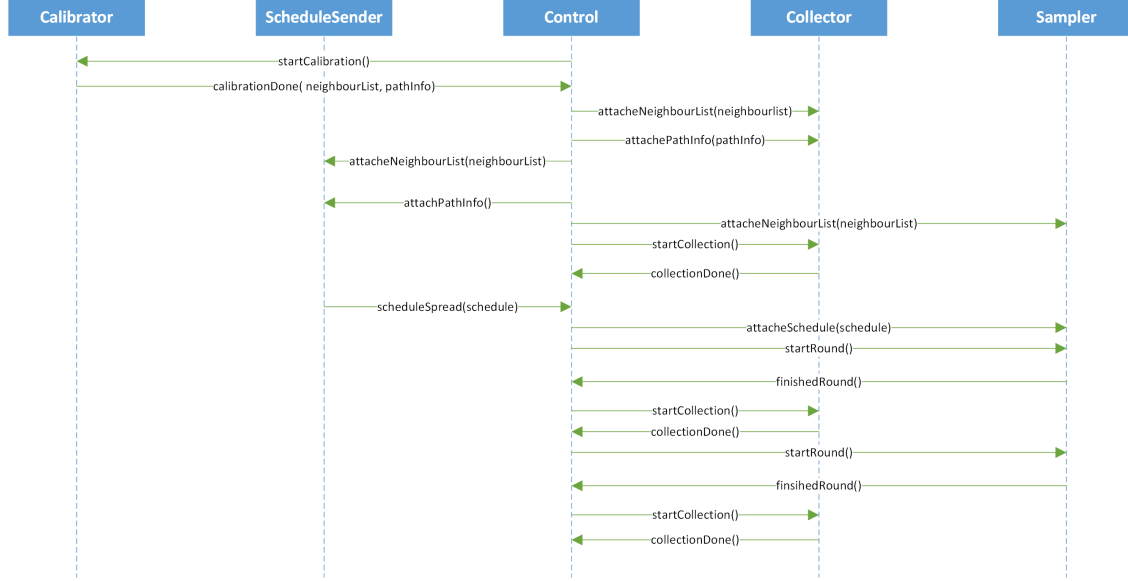 Calibrator
ScheduleSender
Control
Collector
Sampler
startCalibration()
calibrationDone( neighbourList, pathInfo)
attacheNeighbourList(neighbourlist)
attachePathInfo(pathInfo)
attacheNeighbourList(neighbourList)
attachPathInfo()
attacheNeighbourList(neighbourList)
startCollection()
collectionDone()
scheduleSpread(schedule)
attacheSchedule(schedule)
startRound()
finishedRound()
startCollection()
collectionDone()
startRound()
finsihedRound()
startCollection()
collectionDone()